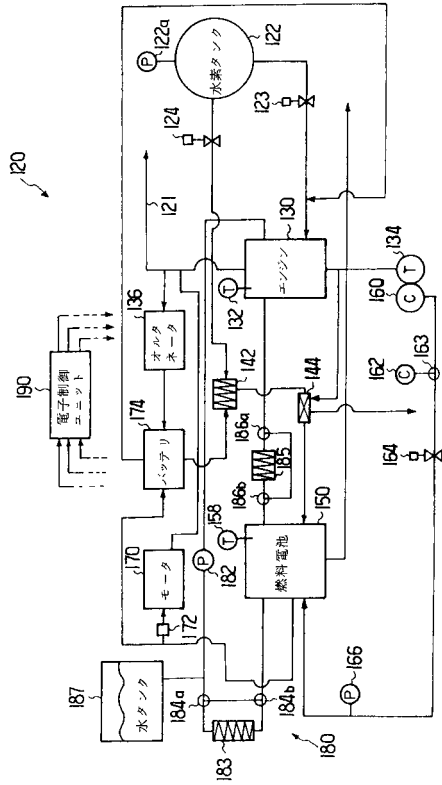 120
190
電子制御
ユニット
122a
P
122
水素タンク
124
123
121
136
オルタ
ネータ
174
バッテリ
170
モータ
172
142
132
T
130
エンジン
134
T
160
C
162
C
163
164
144
186a
185
186b
158
T
150
燃料電池
182
P
187
水タンク
184a
184b
183
180
166
P